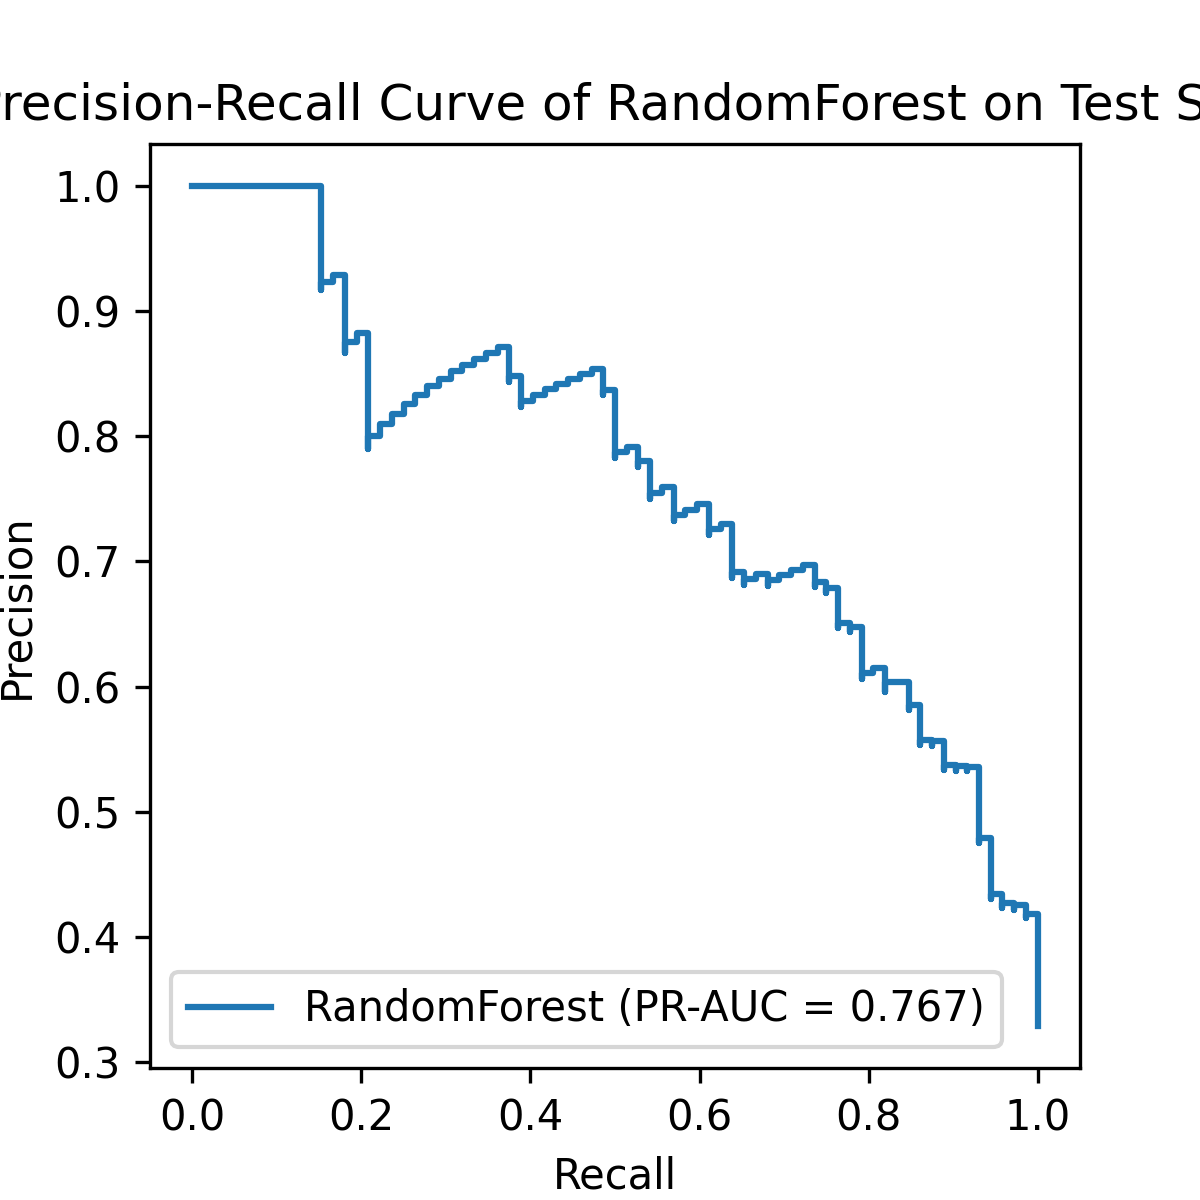 recision-Recall Curve of RandomForest on Test S
1.0
0.9
0.8
0.7
0.6
0.5
0.4
0.3
Precision
RandomForest (PR-AUC = 0.767)
0.0 0.2 0.4 0.6 0.8 1.0
Recall